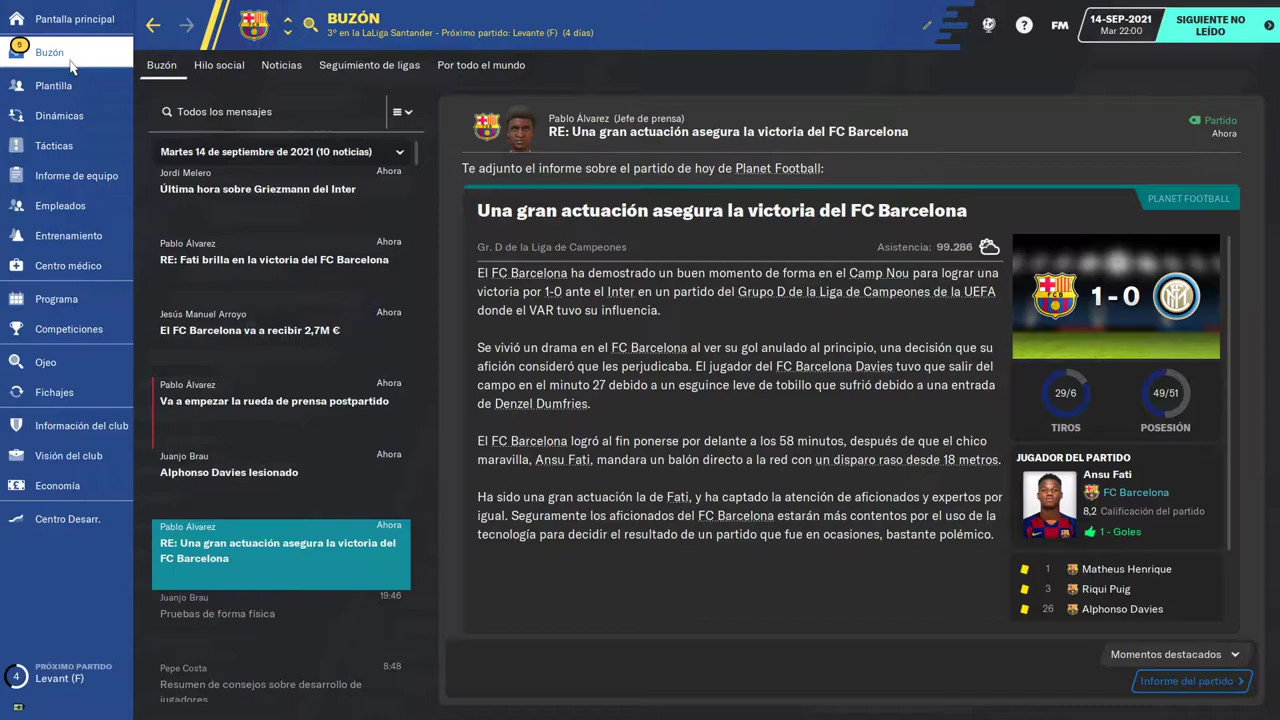 Pantalla principal
5
Buzón
Plantilla
Dinámicas
Tácticas
Informe de equipo
Empleados
Entrenamiento
Centro médico
Programa
Competiciones
Ojeo
Fichajes
Información del club
Visión del club
Economía
Centro Desarr.
4
PRÓXIMO PARTIDO
Levant (F)
BUZÓN
3º en la LaLiga Santander - Próximo partido: Levante (F) (4 días)
?
FM
14-SEP-2021
Mar 22:00
SIGUIENTE NO
LEÍDO
Buzón
Hilo social
Noticias
Seguimiento de ligas
Por todo el mundo
Todos los mensajes
Martes 14 de septiembre de 2021 (10 noticias)
Jordi Melero
Ahora
Última hora sobre Griezmann del Inter
Pablo Álvarez
Ahora
RE: Fati brilla en la victoria del FC Barcelona
Jesús Manuel Arroyo
Ahora
El FC Barcelona va a recibir 2,7M €
Pablo Álvarez
Ahora
Va a empezar la rueda de prensa postpartido
Juanjo Brau
Ahora
Alphonso Davies lesionado
Pablo Álvarez
Ahora
RE: Una gran actuación asegura la victoria del
FC Barcelona
Juanjo Brau
19:46
Pruebas de forma física
Pepe Costa
8:48
Resumen de consejos sobre desarrollo de
jugadores
Pablo Álvarez (Jefe de prensa)
RE: Una gran actuación asegura la victoria del FC Barcelona
Partido
Ahora
Te adjunto el informe sobre el partido de hoy de Planet Football:
PLANET FOOTBALL
Una gran actuación asegura la victoria del FC Barcelona
Gr. D de la Liga de Campeones
Asistencia: 99.286
El FC Barcelona ha demostrado un buen momento de forma en el Camp Nou para lograr una
victoria por 1-0 ante el Inter en un partido del Grupo D de la Liga de Campeones de la UEFA
donde el VAR tuvo su influencia.
Se vivió un drama en el FC Barcelona al ver su gol anulado al principio, una decisión que su
afición consideró que les perjudicaba. El jugador del FC Barcelona Davies tuvo que salir del
campo en el minuto 27 debido a un esguince leve de tobillo que sufrió debido a una entrada
de Denzel Dumfries.
El FC Barcelona logró al fin ponerse por delante a los 58 minutos, después de que el chico
maravilla, Ansu Fati, mandara un balón directo a la red con un disparo raso desde 18 metros.
Ha sido una gran actuación la de Fati, y ha captado la atención de aficionados y expertos por
igual. Seguramente los aficionados del FC Barcelona estarán más contentos por el uso de la
tecnología para decidir el resultado de un partido que fue en ocasiones, bastante polémico.
1 - 0
29/6
TIROS
49/51
POSESIÓN
JUGADOR DEL PARTIDO
Ansu Fati
FC Barcelona
8,2 Calificación del partido
1 - Goles
1 Matheus Henrique
3 Riqui Puig
26 Alphonso Davies
Momentos destacados
Informe del partido